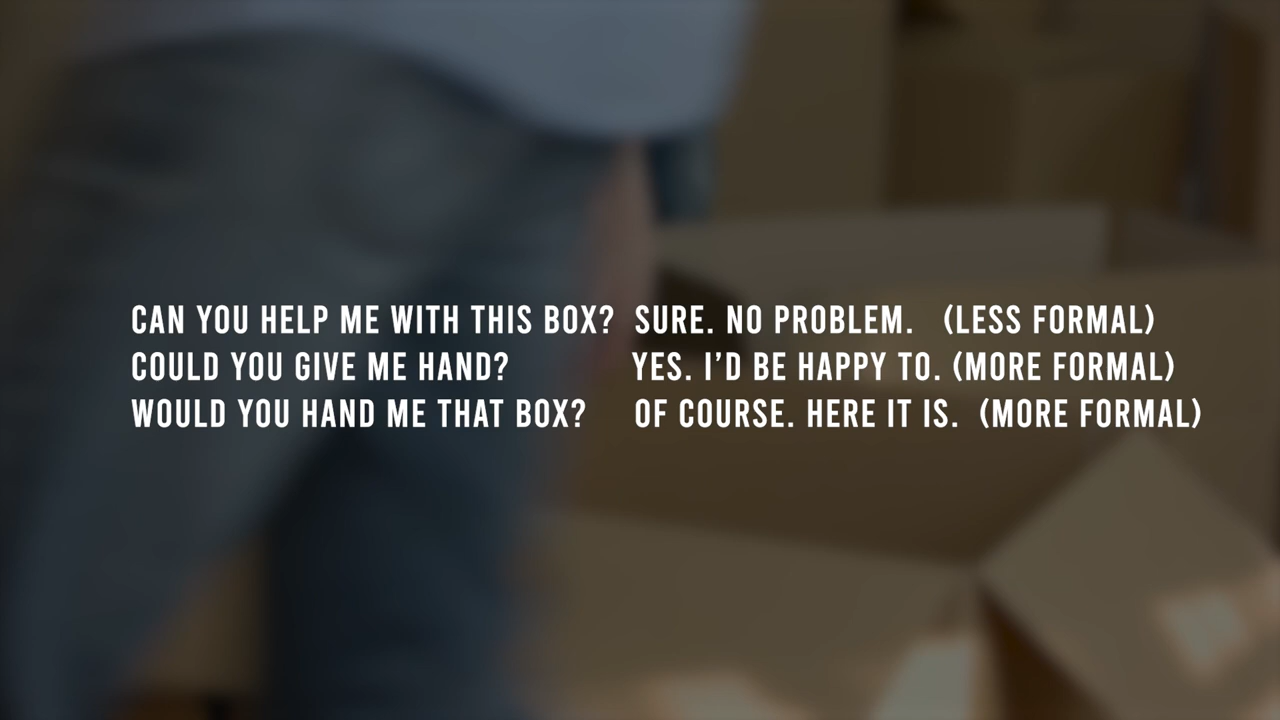 CAN YOU HELP ME WITH THIS BOX? SURE. NO PROBLEM. (LESS FORMAL)
COULD YOU GIVE ME HAND? YES. I'D BE HAPPY TO. (MORE FORMAL)
WOULD YOU HAND ME THAT BOX? OF COURSE. HERE IT IS. (MORE FORMAL)